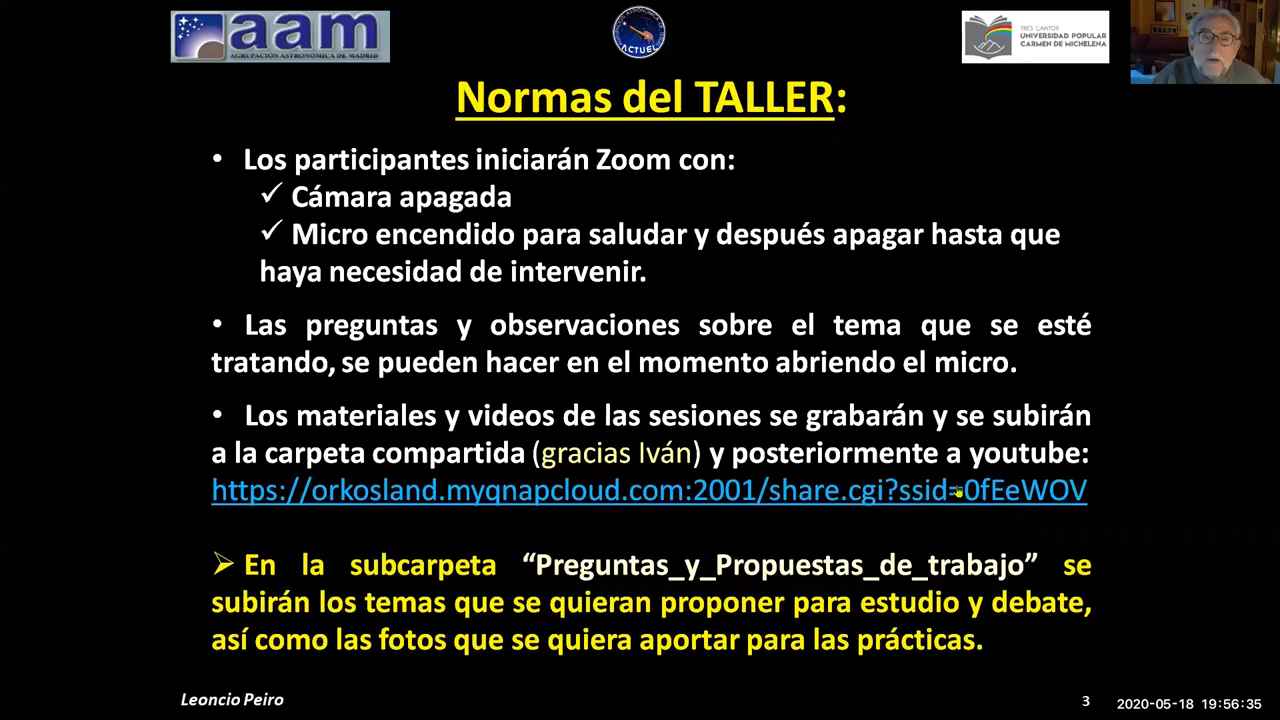 aam
AGRUPACIÓN ASTRONÓMICA DE MADRID
ACTUEL
TRES CANTOS
UNIVERSIDAD POPULAR
CARMEN DE MICHELENA
Normas del TALLER:
• Los participantes iniciarán Zoom con:
✓ Cámara apagada
✓ Micro encendido para saludar y después apagar hasta que
haya necesidad de intervenir.
• Las preguntas y observaciones sobre el tema que se esté
tratando, se pueden hacer en el momento abriendo el micro.
• Los materiales y videos de las sesiones se grabarán y se subirán
a la carpeta compartida (gracias Iván) y posteriormente a youtube:
https://orkosland.myqnapcloud.com:2001/share.cgi?ssid=0fEeWOV
➢ En la subcarpeta “Preguntas_y_Propuestas_de_trabajo” se
subirán los temas que se quieran proponer para estudio y debate,
así como las fotos que se quiera aportar para las prácticas.
Leoncio Peiro
3
2020-05-18 19:56:35